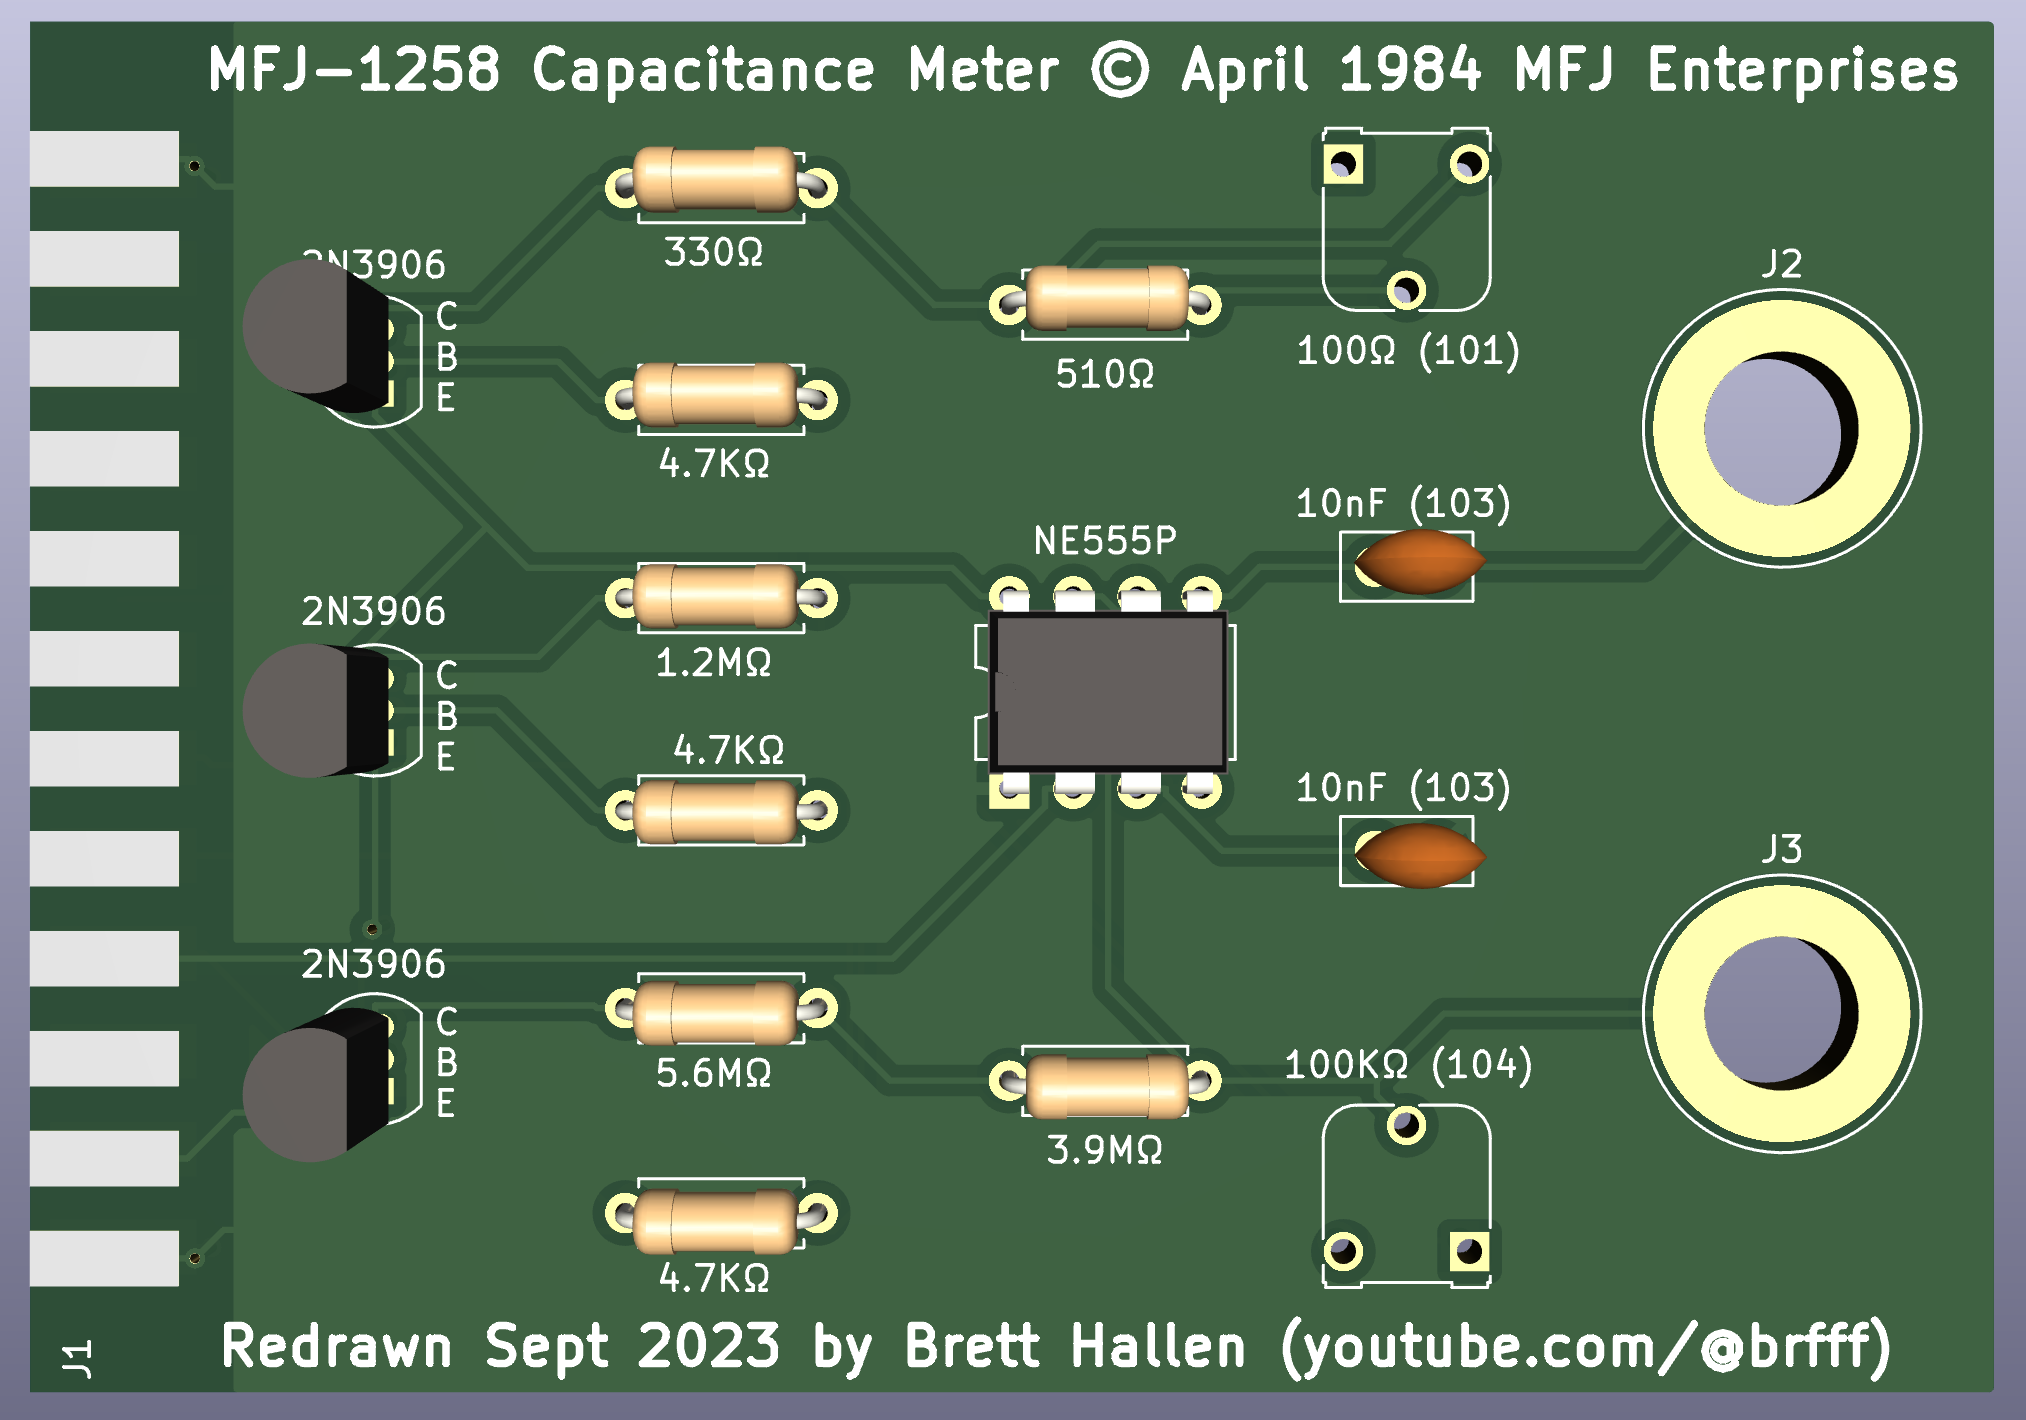 MFJ-1258 Capacitance Meter © April 1984 MFJ Enterprises
330Ω
2N3906
C
B
E
J2
100Ω (101)
510Ω
4.7KΩ
10nF (103)
NE555P
2N3906
C
B
E
1.2MΩ
4.7KΩ
10nF (103)
J3
2N3906
C
B
E
5.6MΩ
100KΩ (104)
3.9MΩ
4.7KΩ
J1
Redrawn Sept 2023 by Brett Hallen (youtube.com/@brfff)